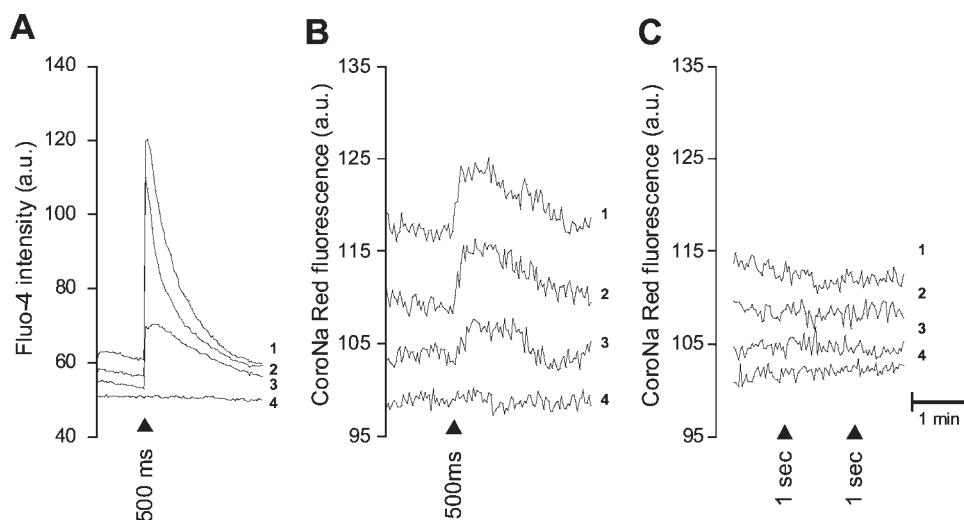 A
Fluo-4 intensity (a.u.)
140
120
100
80
60
40
1
2
3
4
500 ms
B
CoroNa Red fluorescence (a.u.)
135
125
115
105
95
1
2
3
4
500ms
C
CoroNa Red fluorescence (a.u.)
135
125
115
105
95
1
2
3
4
1 sec
1 sec
1 min